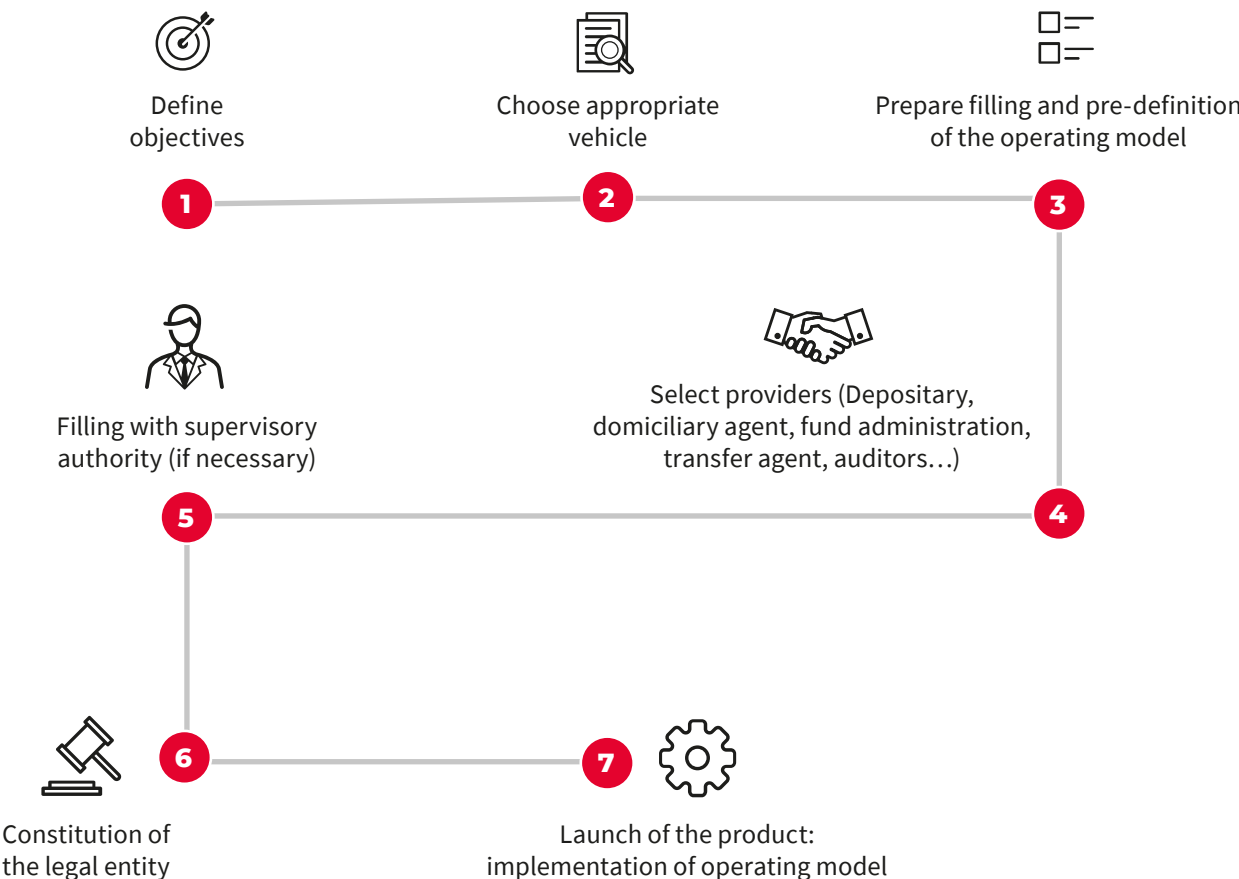 Define
objectives
1
Choose appropriate
vehicle
2
Prepare filling and pre-definition
of the operating model
3
Select providers (Depositary,
domiciliary agent, fund administration,
transfer agent, auditors…)
4
Filling with supervisory
authority (if necessary)
5
6
Constitution of
the legal entity
7
Launch of the product:
implementation of operating model